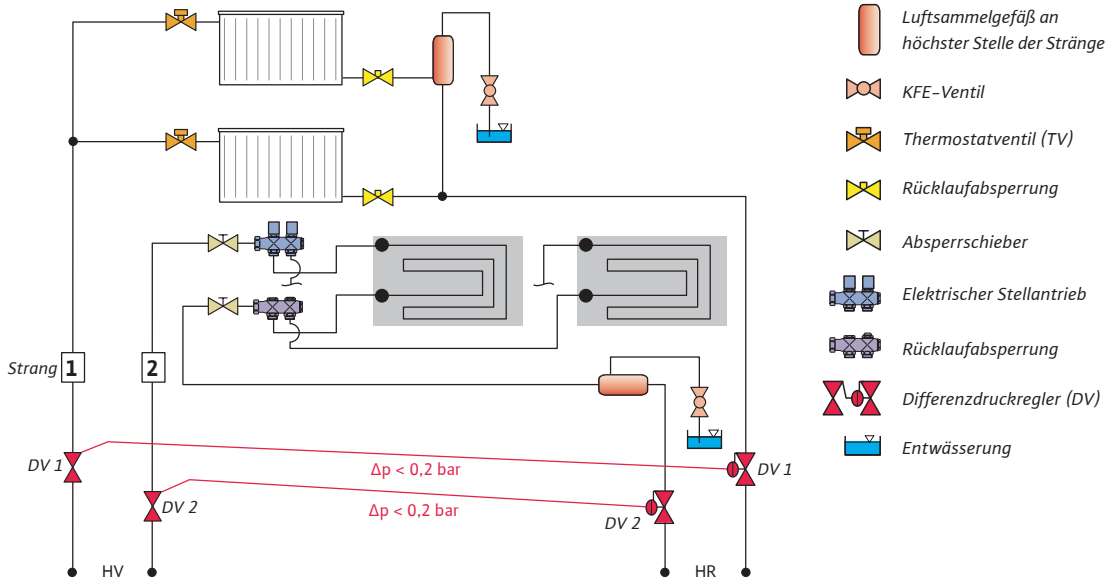 Luftsammelgefäß an
höchster Stelle der Stränge
KFE-Ventil
Thermostatventil (TV)
Rücklaufabsperrung
Absperrschieber
Elektrischer Stellantrieb
Rücklaufabsperrung
Differenzdruckregler (DV)
Entwässerung
Strang 1 2
DV 1 Δp < 0,2 bar DV 1
DV 2 Δp < 0,2 bar DV 2
HV HR